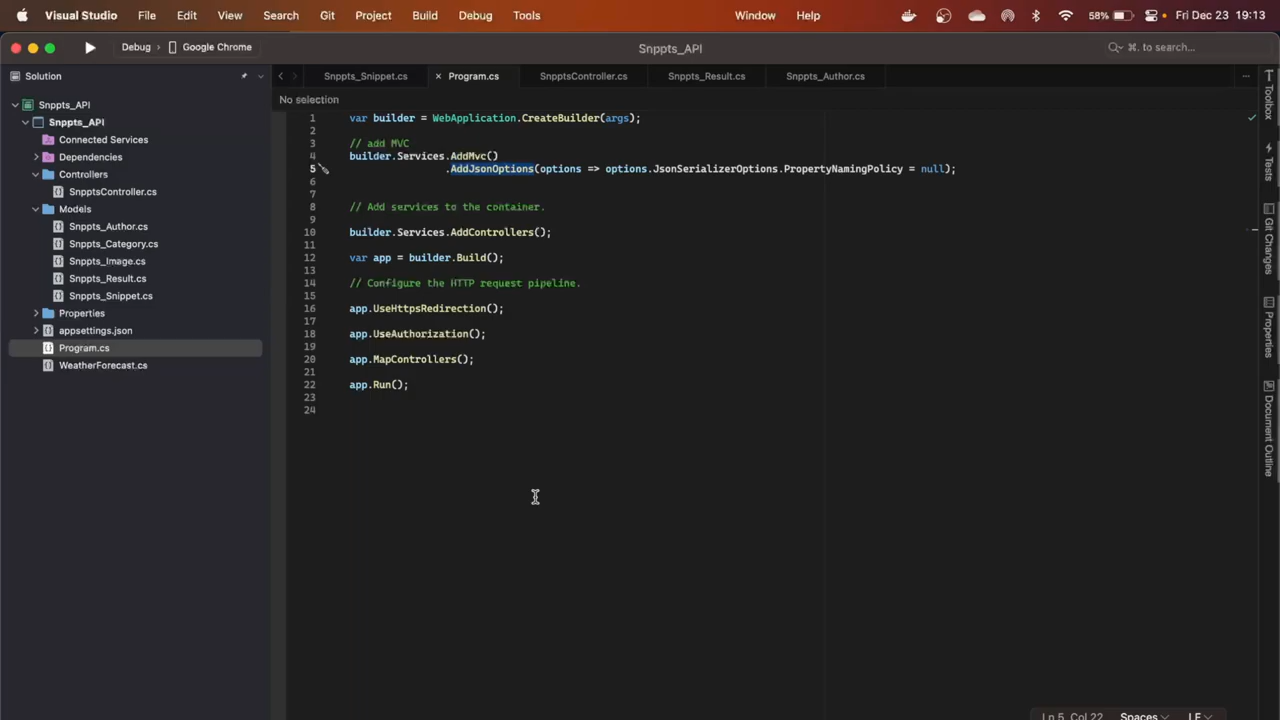 Visual Studio File Edit View Search Git Project Build Debug Tools Window Help 58% Fri Dec 23 19:13
Debug › Google Chrome Snppts_API ⌘. to search...
Solution
Snppts_API
Snppts_API
Connected Services
Dependencies
Controllers
SnpptsController.cs
Models
Snppts_Author.cs
Snppts_Category.cs
Snppts_Image.cs
Snppts_Result.cs
Snppts_Snippet.cs
Properties
appsettings.json
Program.cs
WeatherForecast.cs
Snppts_Snippet.cs × Program.cs SnpptsController.cs Snppts_Result.cs Snppts_Author.cs
No selection
1 var builder = WebApplication.CreateBuilder(args);
2
3 // add MVC
4 builder.Services.AddMvc()
5 .AddJsonOptions(options => options.JsonSerializerOptions.PropertyNamingPolicy = null);
6
7
8 // Add services to the container.
9
10 builder.Services.AddControllers();
11
12 var app = builder.Build();
13
14 // Configure the HTTP request pipeline.
15
16 app.UseHttpsRedirection();
17
18 app.UseAuthorization();
19
20 app.MapControllers();
21
22 app.Run();
23
24
Toolbox
Tests
Git Changes
Properties
Document Outline
Ln 5, Col 22 Spaces LF